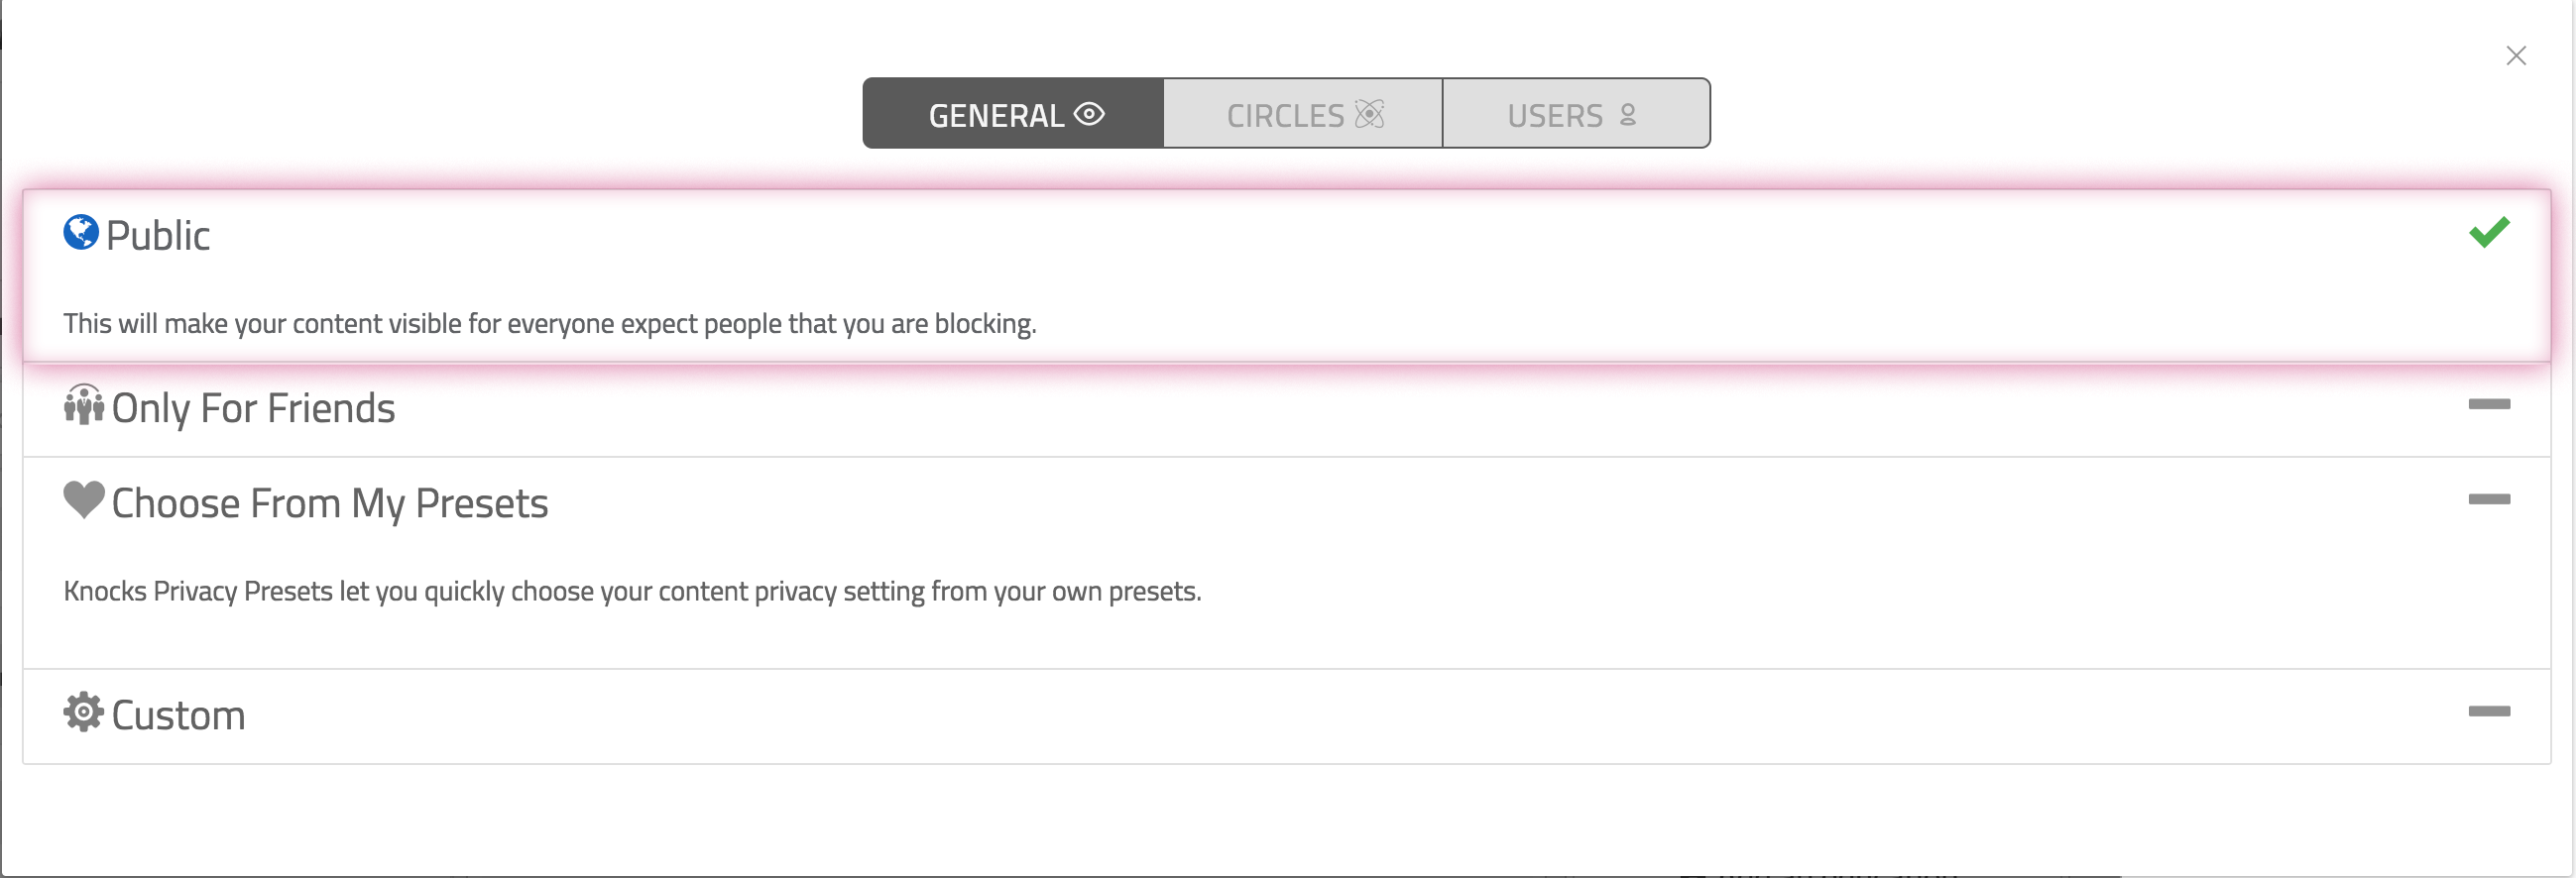 GENERAL CIRCLES USERS
Public
This will make your content visible for everyone expect people that you are blocking.
Only For Friends
Choose From My Presets
Knocks Privacy Presets let you quickly choose your content privacy setting from your own presets.
Custom